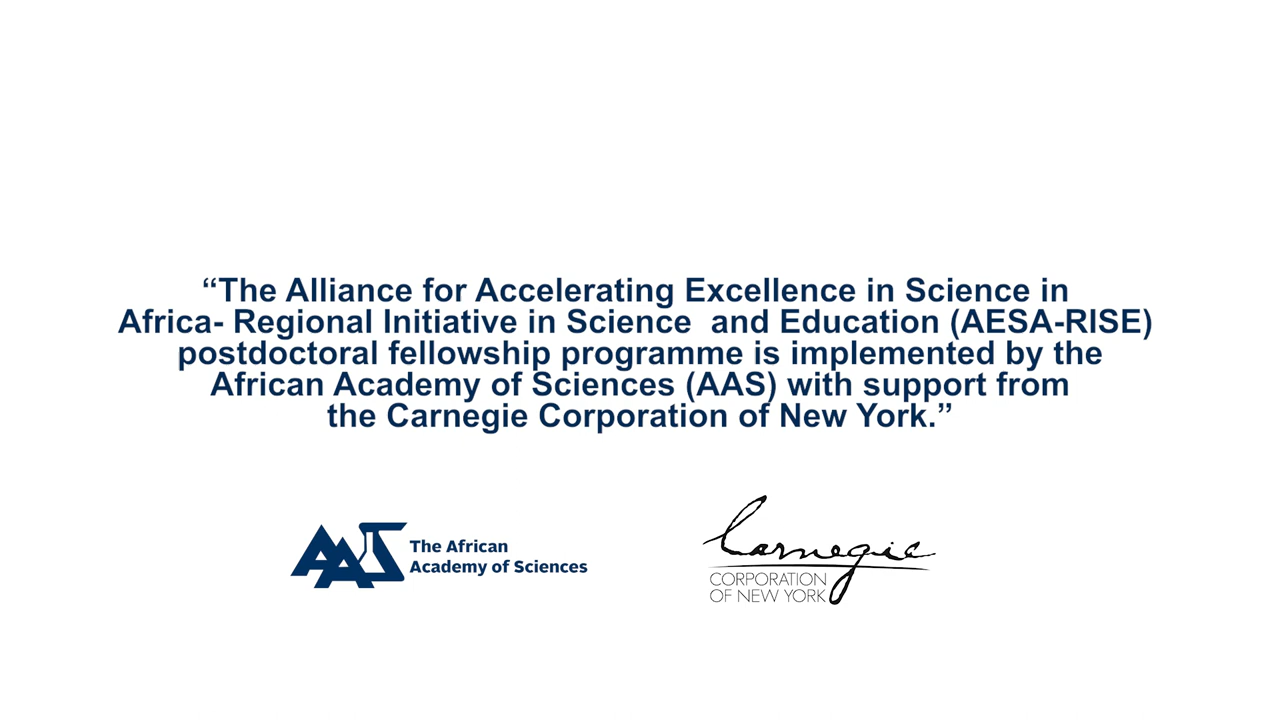 “The Alliance for Accelerating Excellence in Science in
Africa- Regional Initiative in Science  and Education (AESA-RISE)
postdoctoral fellowship programme is implemented by the
African Academy of Sciences (AAS) with support from
the Carnegie Corporation of New York.”
AAS
The African
Academy of Sciences
Carnegie
CORPORATION
OF NEW YORK